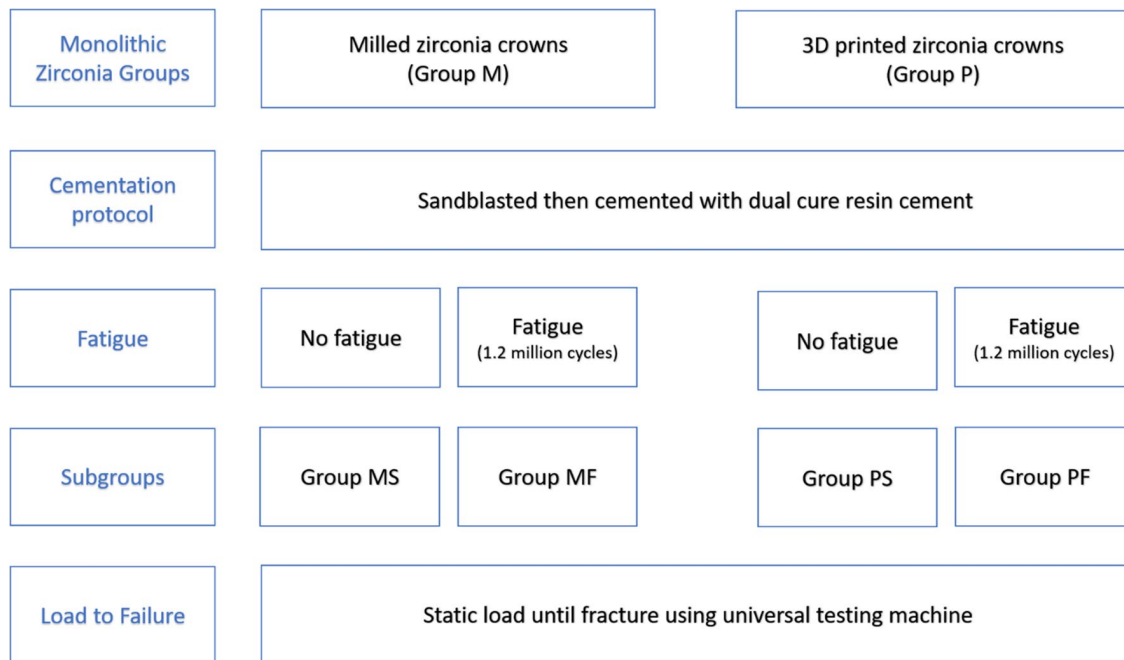 Monolithic
Zirconia Groups
Milled zirconia crowns
(Group M)
3D printed zirconia crowns
(Group P)
Cementation
protocol
Sandblasted then cemented with dual cure resin cement
Fatigue
No fatigue
Fatigue
(1.2 million cycles)
No fatigue
Fatigue
(1.2 million cycles)
Subgroups
Group MS
Group MF
Group PS
Group PF
Load to Failure
Static load until fracture using universal testing machine